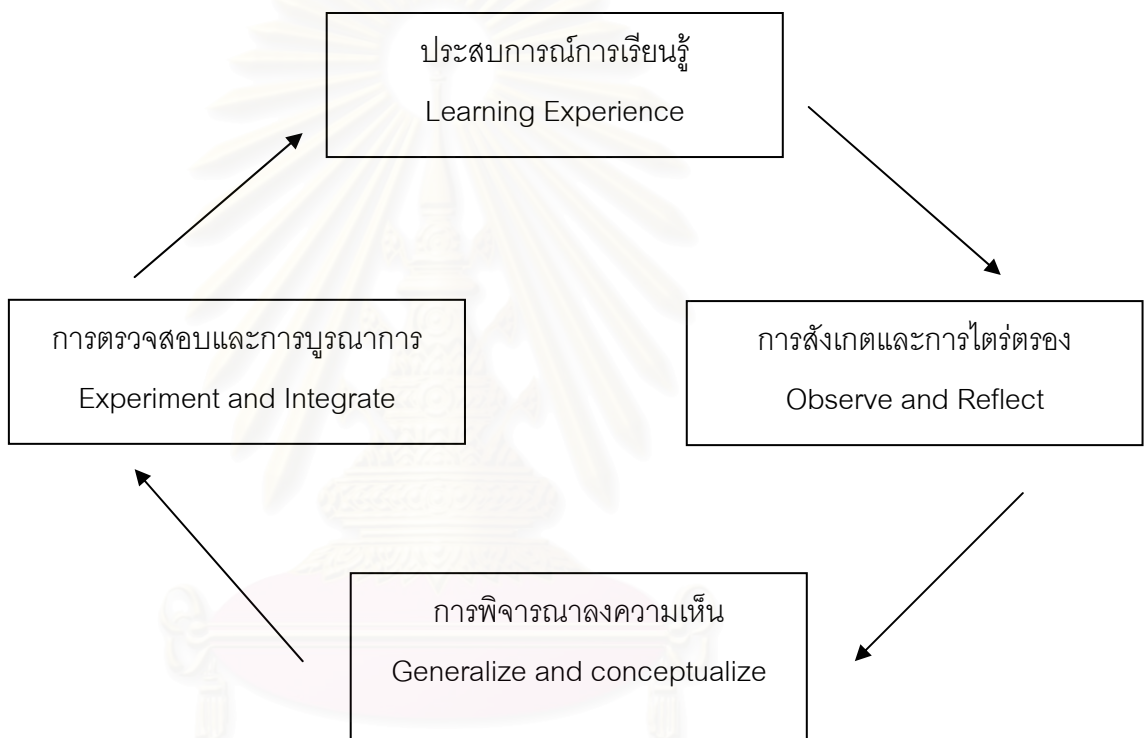 ประสบการณ์การเรียนรู้
Learning Experience
การตรวจสอบและการบูรณาการ
Experiment and Integrate
การสังเกตและการไตร่ตรอง
Observe and Reflect
การพิจารณาลงความเห็น
Generalize and conceptualize